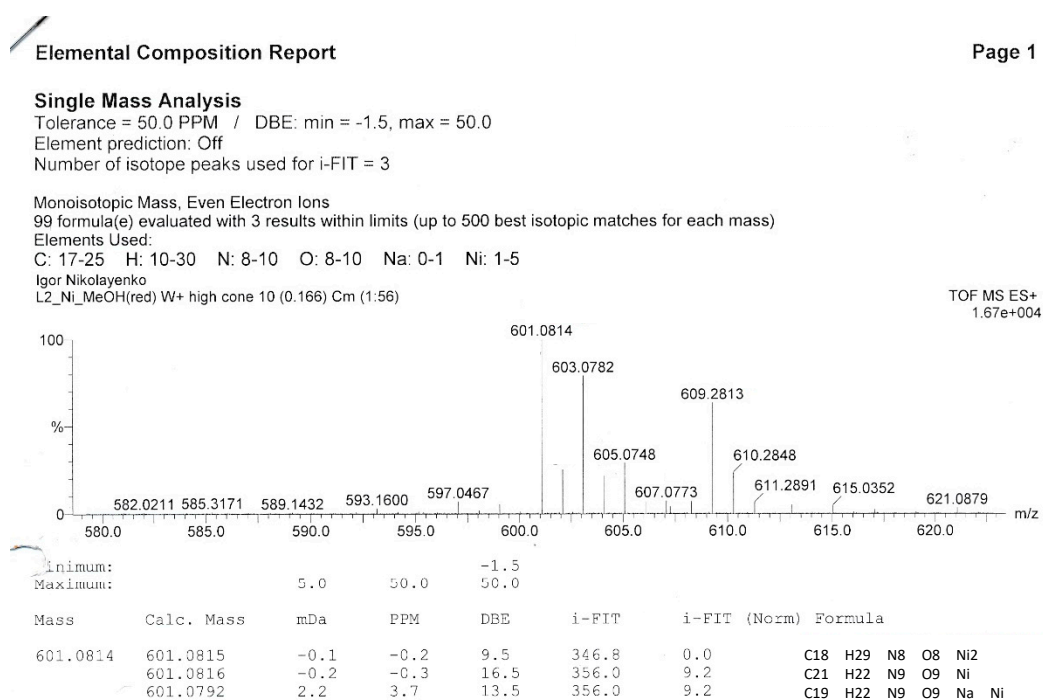 Elemental Composition Report Page 1
Single Mass Analysis
Tolerance = 50.0 PPM / DBE: min = -1.5, max = 50.0
Element prediction: Off
Number of isotope peaks used for i-FIT = 3
Monoisotopic Mass, Even Electron Ions
99 formula(e) evaluated with 3 results within limits (up to 500 best isotopic matches for each mass)
Elements Used:
C: 17-25 H: 10-30 N: 8-10 O: 8-10 Na: 0-1 Ni: 1-5
Igor Nikolayenko
L2_Ni_MeOH(red) W+ high cone 10 (0.166) Cm (1:56)
TOF MS ES+
1.67e+004
601.0814
100
603.0782
609.2813
%
605.0748 610.2848
582.0211 585.3171 589.1432 593.1600 597.0467 607.0773 611.2891 615.0352 621.0879
0
m/z
580.0 585.0 590.0 595.0 600.0 605.0 610.0 615.0 620.0
inimum: -1.5
Maximum: 5.0 50.0 50.0
Mass Calc. Mass mDa PPM DBE i-FIT i-FIT (Norm) Formula
601.0814 601.0815 -0.1 -0.2 9.5 346.8 0.0 C18 H29 N8 O8 Ni2
601.0816 -0.2 -0.3 16.5 356.0 9.2 C21 H22 N9 O9 Ni
601.0792 2.2 3.7 13.5 356.0 9.2 C19 H22 N9 O9 Na Ni